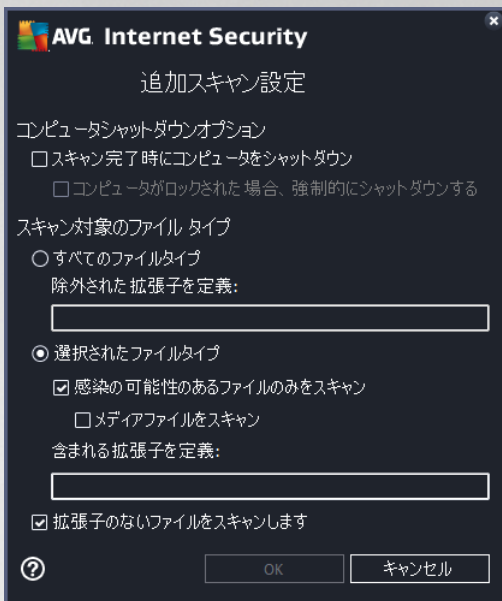 AVG. Internet Security
追加スキャン設定
コンピュータシャットダウンオプション
スキャン完了時にコンピュータをシャットダウン
コンピュータがロックされた場合、強制的にシャットダウンする
スキャン対象のファイル タイプ
すべてのファイルタイプ
除外された拡張子を定義:
選択されたファイルタイプ
感染の可能性のあるファイルのみをスキャン
メディアファイルをスキャン
含まれる拡張子を定義:
拡張子のないファイルをスキャンします
? OK キャンセル